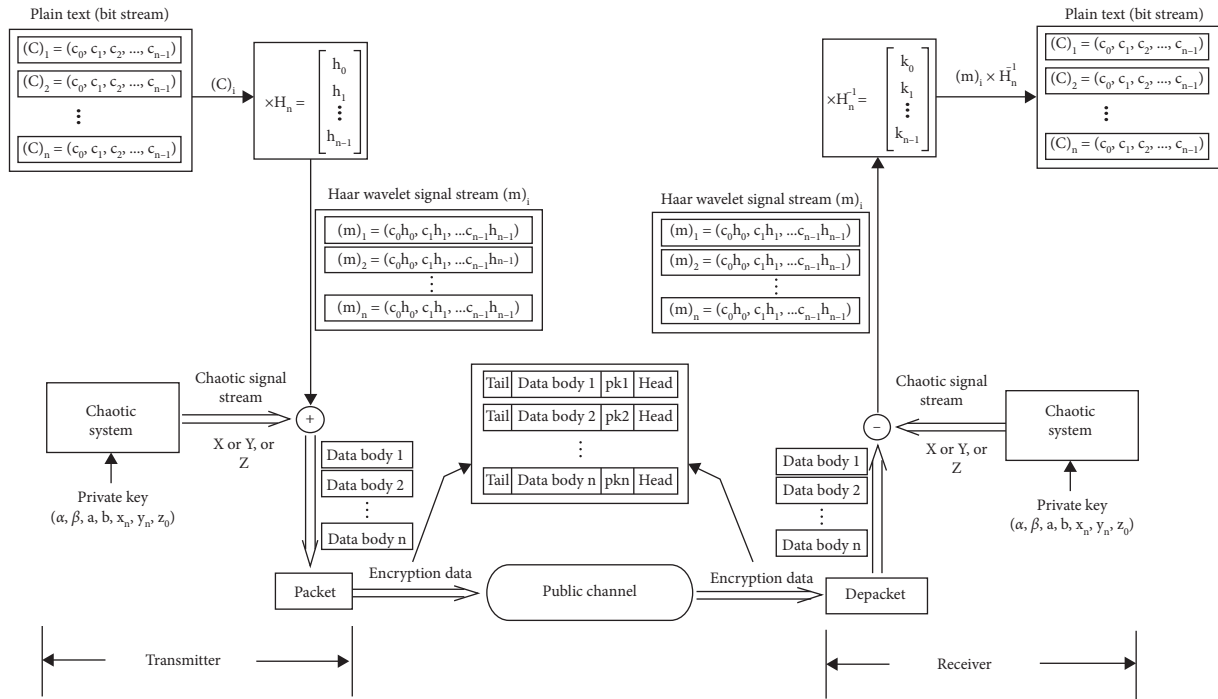 Plain text (bit stream)
(C)₁ = (c₀, c₁, c₂, ..., cₙ₋₁)
(C)₂ = (c₀, c₁, c₂, ..., cₙ₋₁)
⋮
(C)ₙ = (c₀, c₁, c₂, ..., cₙ₋₁)
(C)ᵢ
×Hₙ =
h₀
h₁
⋮
hₙ₋₁
Haar wavelet signal stream (m)ᵢ
(m)₁ = (c₀h₀, c₁h₁, ...cₙ₋₁hₙ₋₁)
(m)₂ = (c₀h₀, c₁h₁, ...cₙ₋₁hⁿ⁻¹)
⋮
(m)ₙ = (c₀h₀, c₁h₁, ...cₙ₋₁hₙ₋₁)
Chaotic
system
Private key
(α, β, a, b, xₙ, yₙ, z₀)
Chaotic signal
stream
X or Y, or
Z
+
Data body 1
Data body 2
⋮
Data body n
Packet
Encryption data
Tail Data body 1 pk1 Head
Tail Data body 2 pk2 Head
⋮
Tail Data body n pkn Head
Public channel
Encryption data
Depacket
Data body 1
Data body 2
⋮
Data body n
−
Chaotic signal
stream
X or Y, or
Z
Chaotic
system
Private key
(α, β, a, b, xₙ, yₙ, z₀)
Haar wavelet signal stream (m)ᵢ
(m)₁ = (c₀h₀, c₁h₁, ...cₙ₋₁hₙ₋₁)
(m)₂ = (c₀h₀, c₁h₁, ...cₙ₋₁hₙ₋₁)
⋮
(m)ₙ = (c₀h₀, c₁h₁, ...cₙ₋₁hₙ₋₁)
×Hₙ⁻¹ =
k₀
k₁
⋮
kₙ₋₁
(m)ᵢ × Hₙ⁻¹
Plain text (bit stream)
(C)₁ = (c₀, c₁, c₂, ..., cₙ₋₁)
(C)₂ = (c₀, c₁, c₂, ..., cₙ₋₁)
⋮
(C)ₙ = (c₀, c₁, c₂, ..., cₙ₋₁)
Transmitter
Receiver